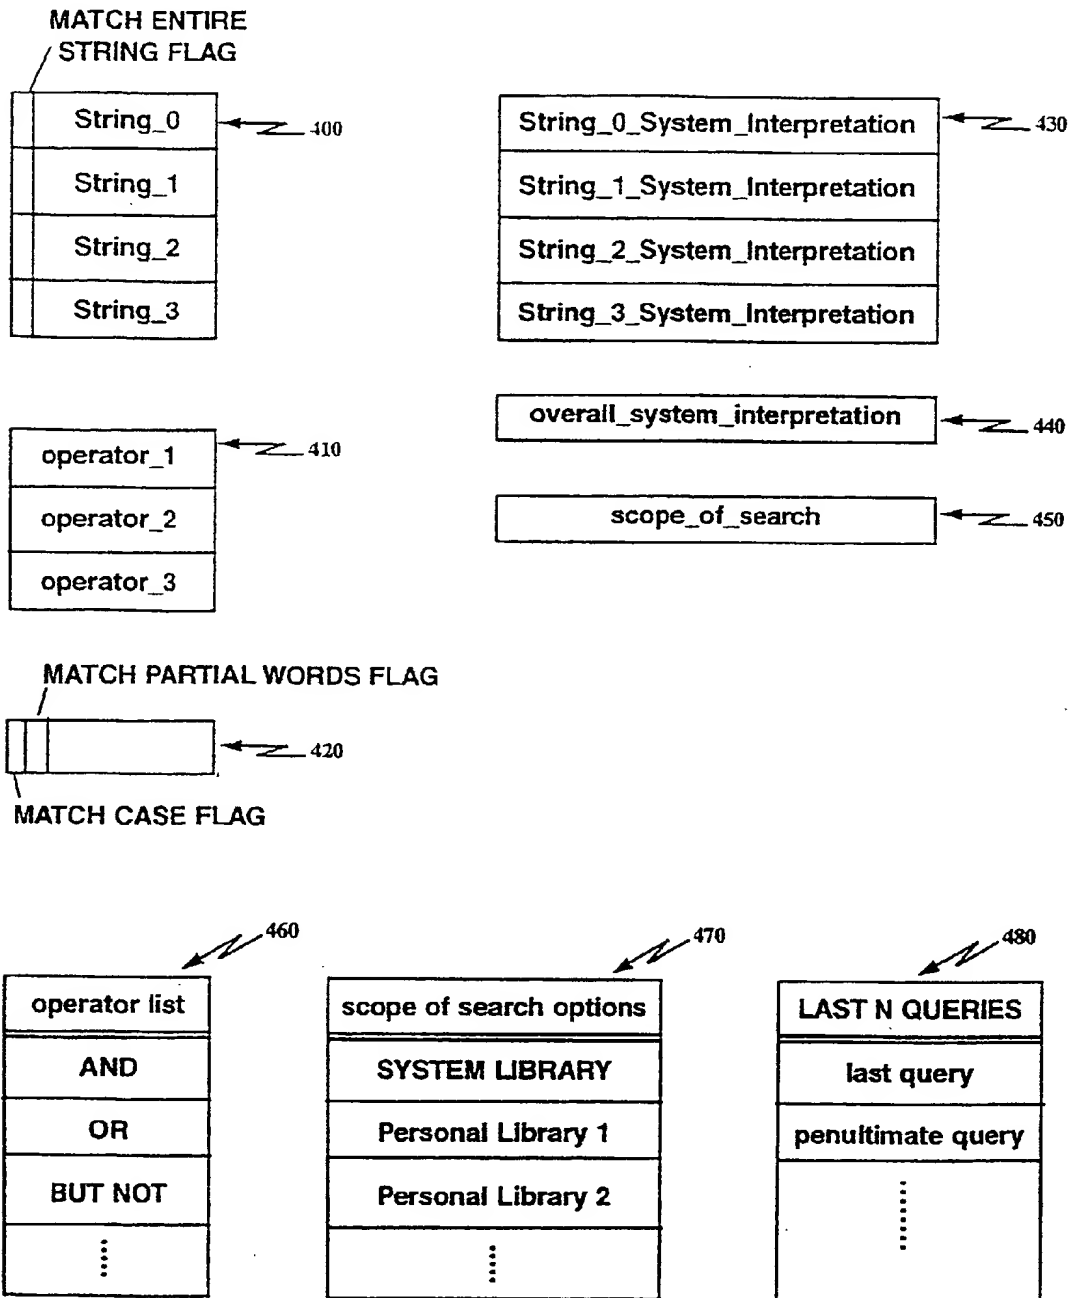 MATCH ENTIRE
STRING FLAG
String_0
400
String_1
String_2
String_3
String_0_System_Interpretation
430
String_1_System_Interpretation
String_2_System_Interpretation
String_3_System_Interpretation
overall_system_interpretation
440
scope_of_search
450
operator_1
410
operator_2
operator_3
MATCH PARTIAL WORDS FLAG
420
MATCH CASE FLAG
460
operator list
AND
OR
BUT NOT
470
scope of search options
SYSTEM LIBRARY
Personal Library 1
Personal Library 2
480
LAST N QUERIES
last query
penultimate query